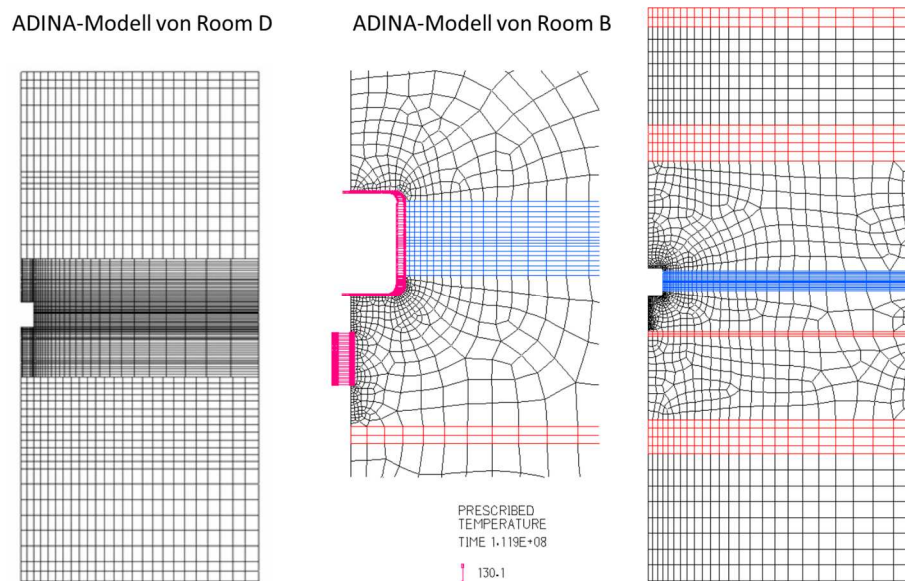 ADINA-Modell von Room D
ADINA-Modell von Room B
PRESCRIBED
TEMPERATURE
TIME 1.119E+08
130.1